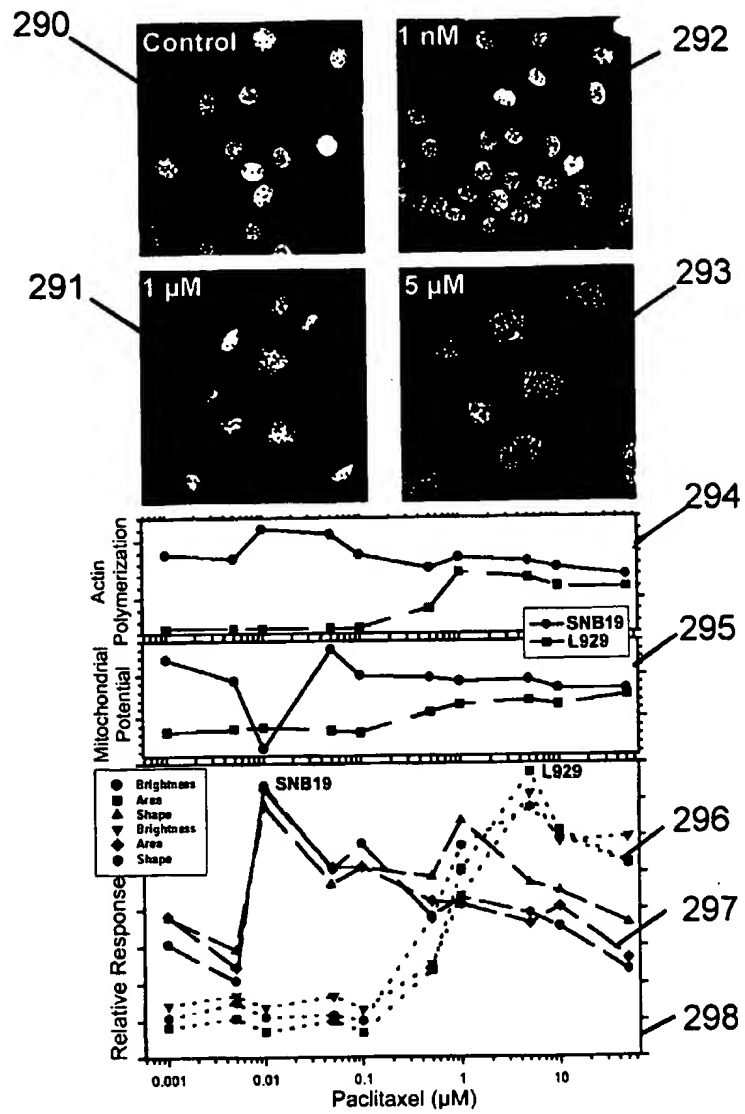 290
Control
1 nM
292
291
1 µM
5 µM
293
294
Actin
Polymerization
SNB19
L929
295
Mitochondrial
Potential
Brightness
Area
Shape
Brightness
Area
Shape
SNB19
L929
296
297
Relative Response
298
0.001 0.01 0.1 1 10
Paclitaxel (µM)